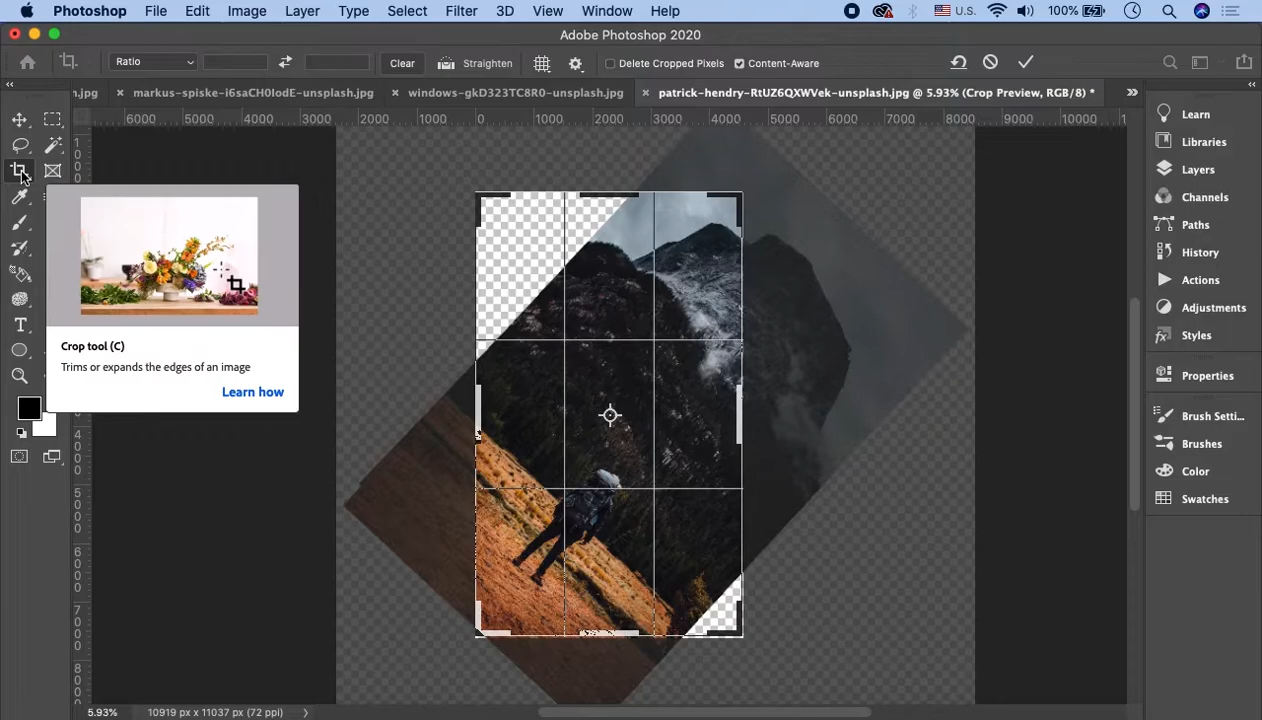 Photoshop File Edit Image Layer Type Select Filter 3D View Window Help U.S. 100%
Adobe Photoshop 2020
Ratio Clear Straighten Delete Cropped Pixels Content-Aware
n.jpg × markus-spiske-i6saCH0IodE-unsplash.jpg × windows-gkD323TC8R0-unsplash.jpg × patrick-hendry-RtUZ6QXWVek-unsplash.jpg @ 5.93% (Crop Preview, RGB/8) *
6000 5000 4000 3000 2000 1000 0 1000 2000 3000 4000 5000 6000 7000 8000 9000 10000
Learn
Libraries
Layers
Channels
Paths
History
Actions
Adjustments
Styles
Properties
Brush Setti...
Brushes
Color
Swatches
Crop tool (C)
Trims or expands the edges of an image
Learn how
5.93% 10919 px x 11037 px (72 ppi)